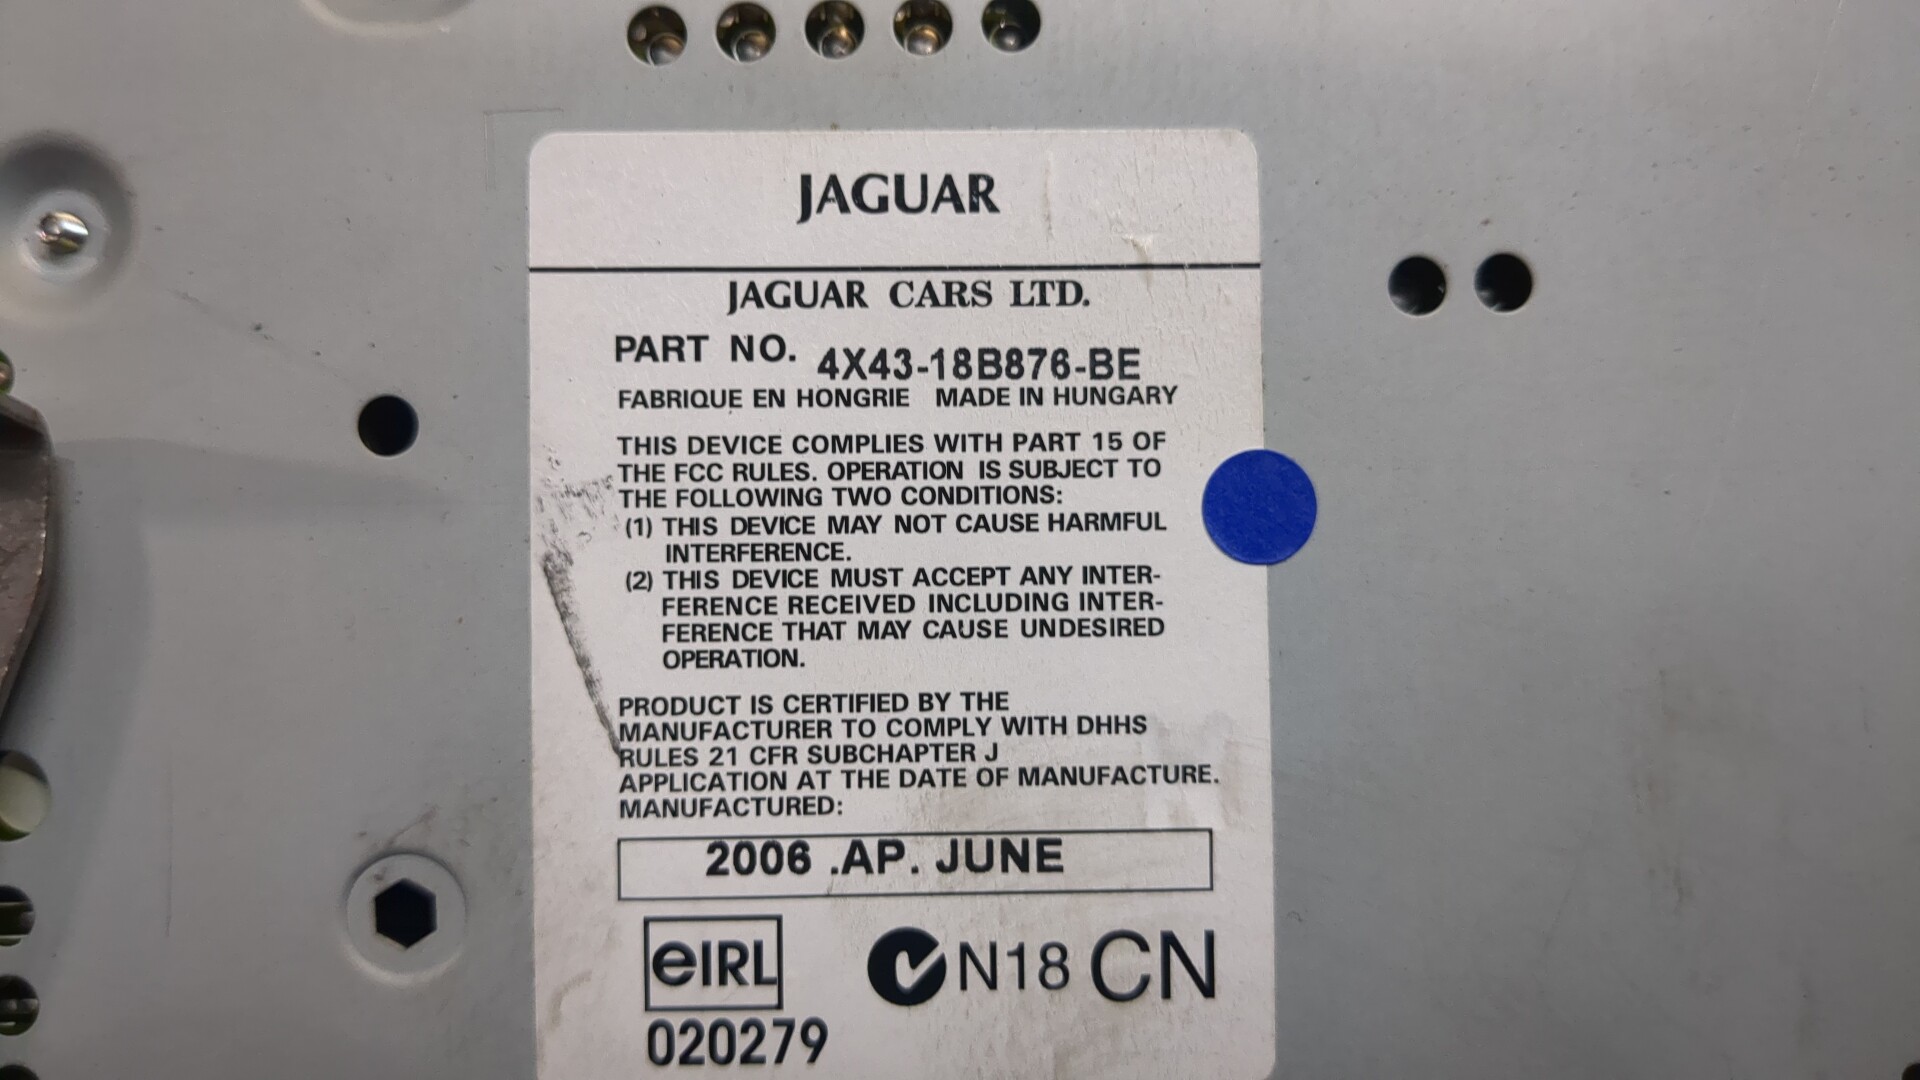 JAGUAR
JAGUAR CARS LTD.
PART NO. 4X43-18B876-BE
FABRIQUE EN HONGRIE MADE IN HUNGARY
THIS DEVICE COMPLIES WITH PART 15 OF
THE FCC RULES. OPERATION IS SUBJECT TO
THE FOLLOWING TWO CONDITIONS:
(1) THIS DEVICE MAY NOT CAUSE HARMFUL
INTERFERENCE.
(2) THIS DEVICE MUST ACCEPT ANY INTER-
FERENCE RECEIVED INCLUDING INTER-
FERENCE THAT MAY CAUSE UNDESIRED
OPERATION.
PRODUCT IS CERTIFIED BY THE
MANUFACTURER TO COMPLY WITH DHHS
RULES 21 CFR SUBCHAPTER J
APPLICATION AT THE DATE OF MANUFACTURE.
MANUFACTURED:
2006 .AP. JUNE
eIRL N18 CN
020279